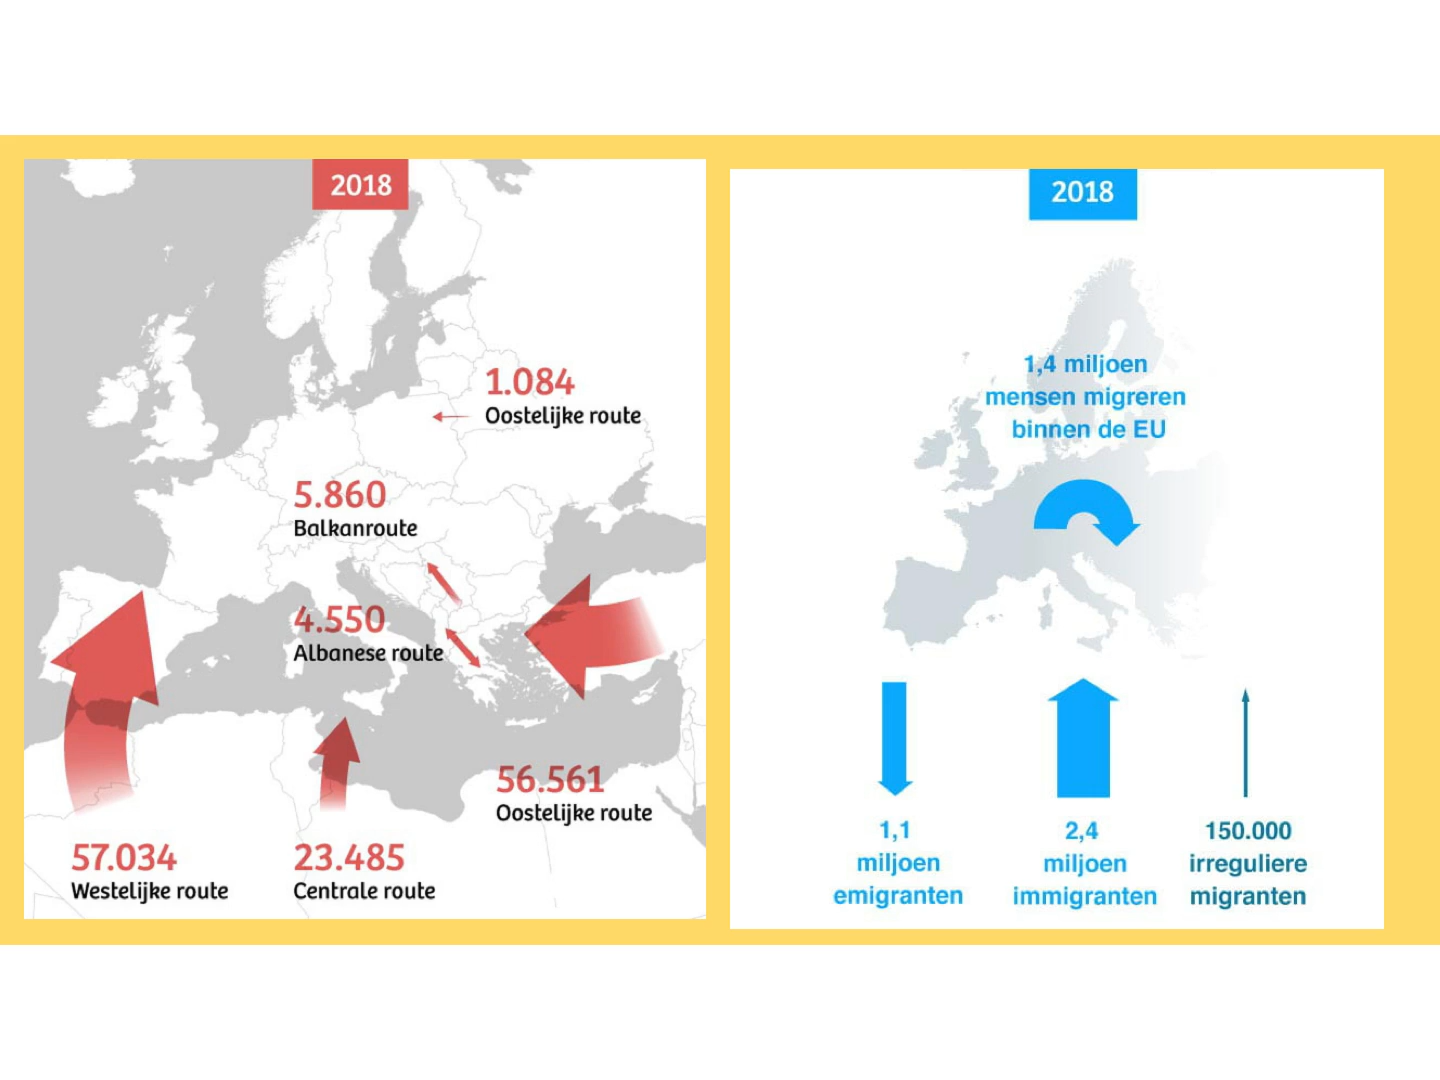 2018
1.084
Oostelijke route
5.860
Balkanroute
4.550
Albanese route
56.561
Oostelijke route
57.034
Westelijke route
23.485
Centrale route
2018
1,4 miljoen
mensen migreren
binnen de EU
1,1
miljoen
emigranten
2,4
miljoen
immigranten
150.000
irreguliere
migranten